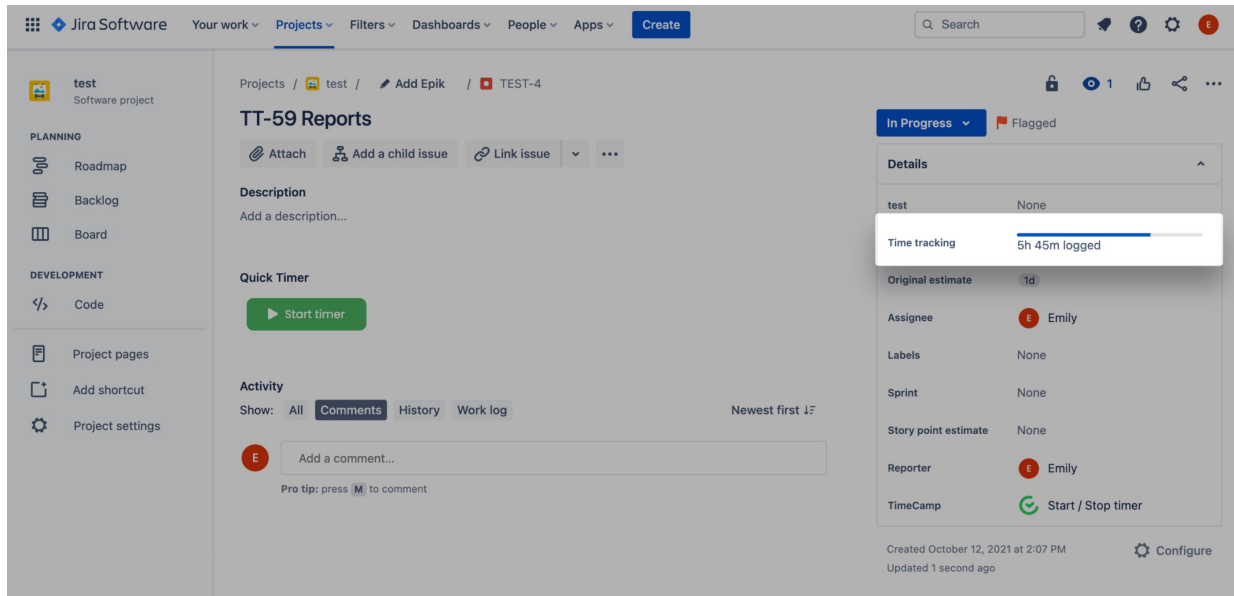 Jira Software Your work Projects Filters Dashboards People Apps Create Search E
test
Software project
PLANNING
Roadmap
Backlog
Board
DEVELOPMENT
Code
Project pages
Add shortcut
Project settings
Projects / test / Add Epik / TEST-4 1
TT-59 Reports
Attach Add a child issue Link issue
Description
Add a description...
Quick Timer
Start timer
Activity
Show: All Comments History Work log Newest first
E Add a comment...
Pro tip: press M to comment
In Progress Flagged
Details
test None
Time tracking 5h 45m logged
Original estimate 1d
Assignee E Emily
Labels None
Sprint None
Story point estimate None
Reporter E Emily
TimeCamp Start / Stop timer
Created October 12, 2021 at 2:07 PM Configure
Updated 1 second ago